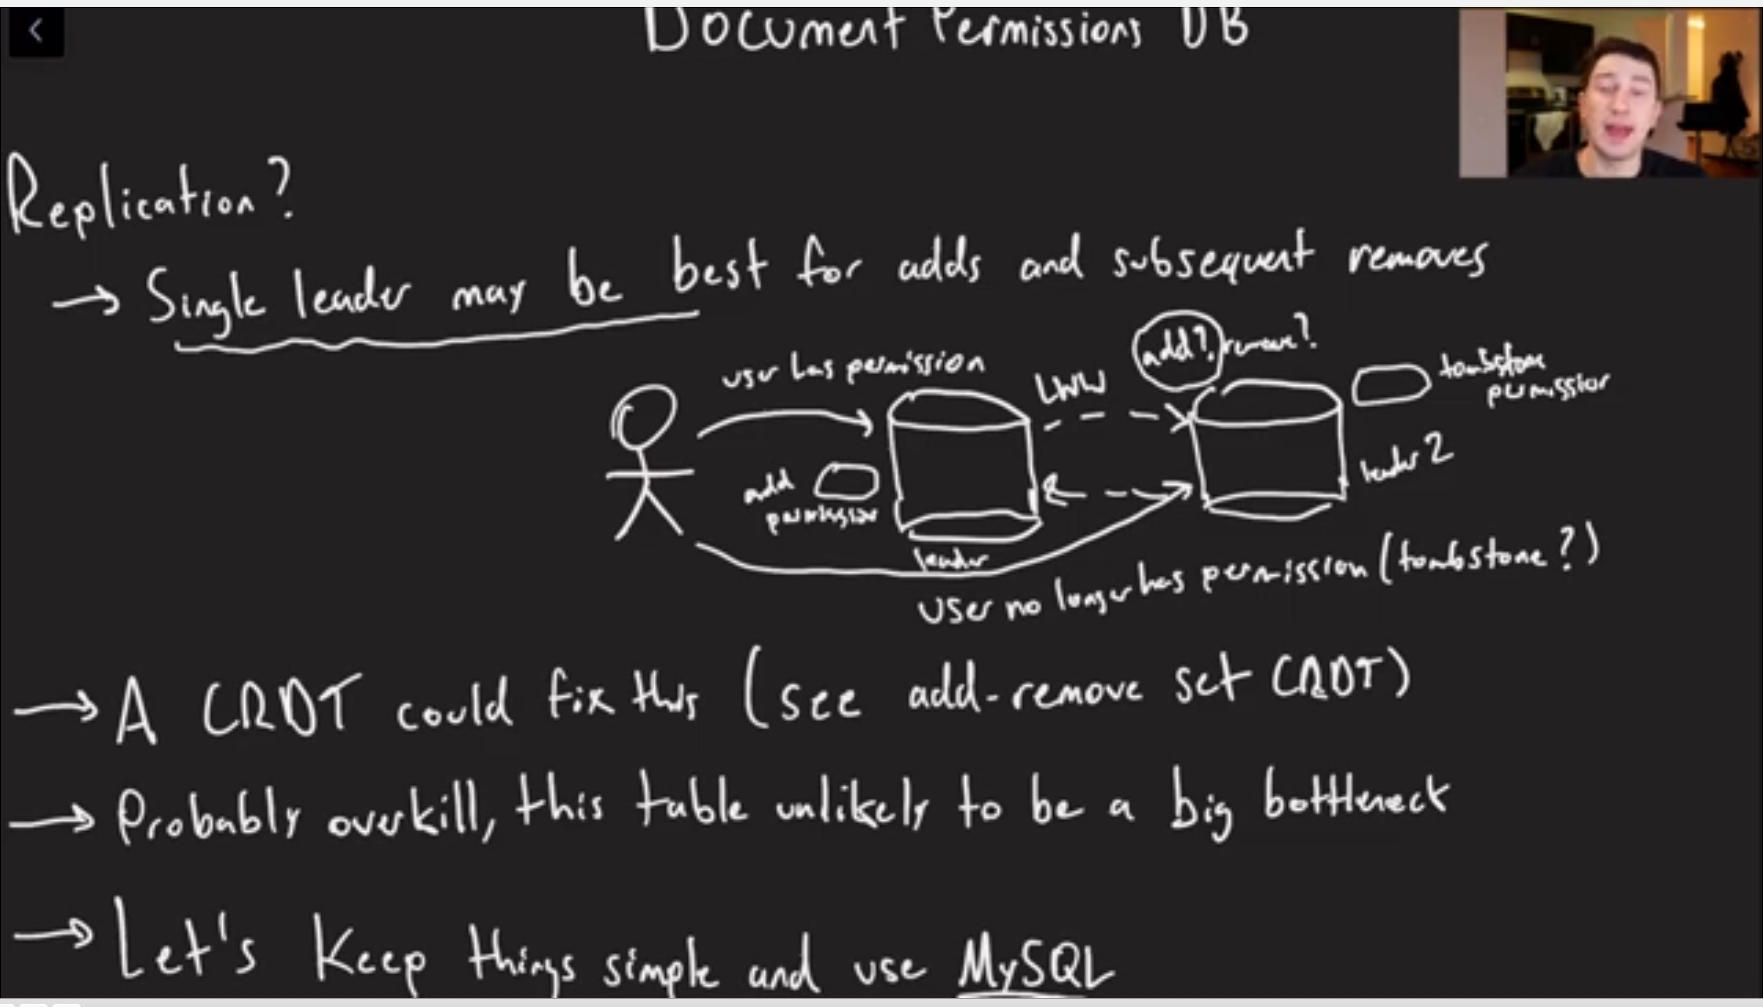 Document Permissions DB
Replication?
→ Single leader may be best for adds and subsequent removes
add?, remove?
user has permission
LWW
tombstone
permission
leader 2
add
permission
leader
user no longer has permission (tombstone?)
→ A CRDT could fix this (see add-remove set CRDT)
→ Probably overkill, this table unlikely to be a big bottleneck
→ Let's keep things simple and use MySQL